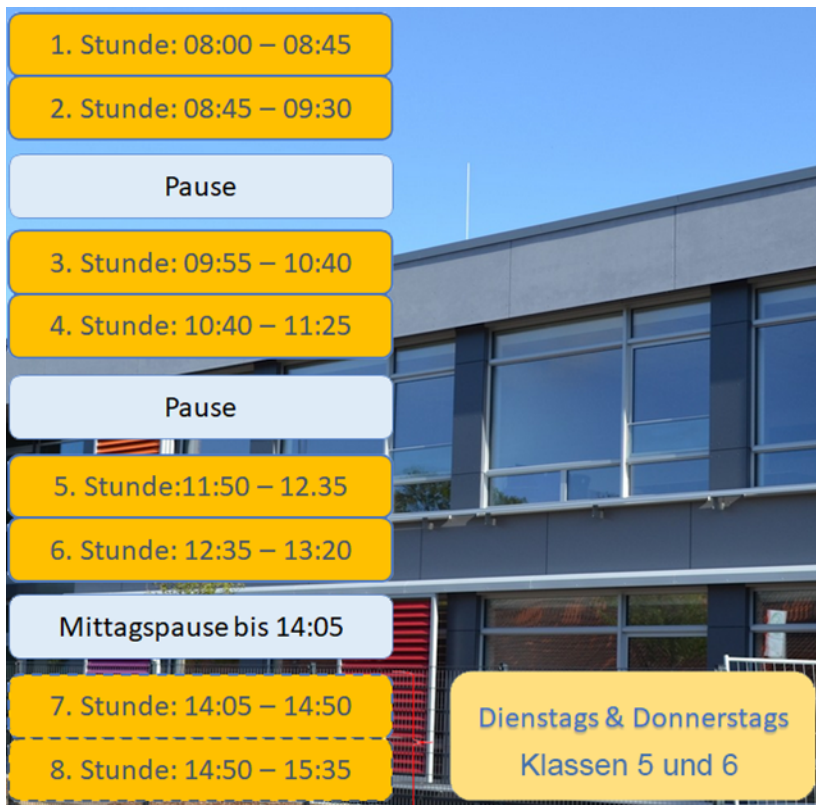 1. Stunde: 08:00 – 08:45
2. Stunde: 08:45 – 09:30
Pause
3. Stunde: 09:55 – 10:40
4. Stunde: 10:40 – 11:25
Pause
5. Stunde:11:50 – 12.35
6. Stunde: 12:35 – 13:20
Mittagspause bis 14:05
7. Stunde: 14:05 – 14:50
8. Stunde: 14:50 – 15:35
Dienstags & Donnerstags
Klassen 5 und 6